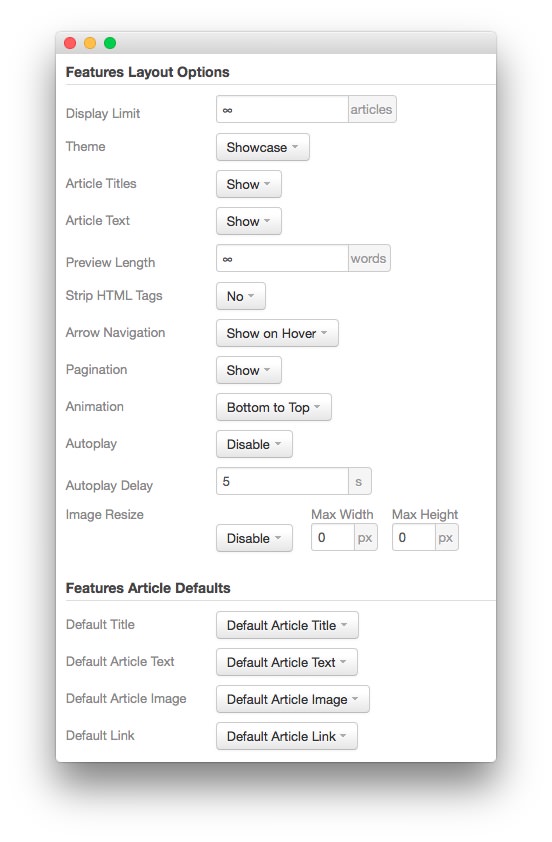 Features Layout Options
Display Limit ∞ articles
Theme Showcase
Article Titles Show
Article Text Show
Preview Length ∞ words
Strip HTML Tags No
Arrow Navigation Show on Hover
Pagination Show
Animation Bottom to Top
Autoplay Disable
Autoplay Delay 5 s
Image Resize Max Width Max Height
Disable 0 px 0 px
Features Article Defaults
Default Title Default Article Title
Default Article Text Default Article Text
Default Article Image Default Article Image
Default Link Default Article Link